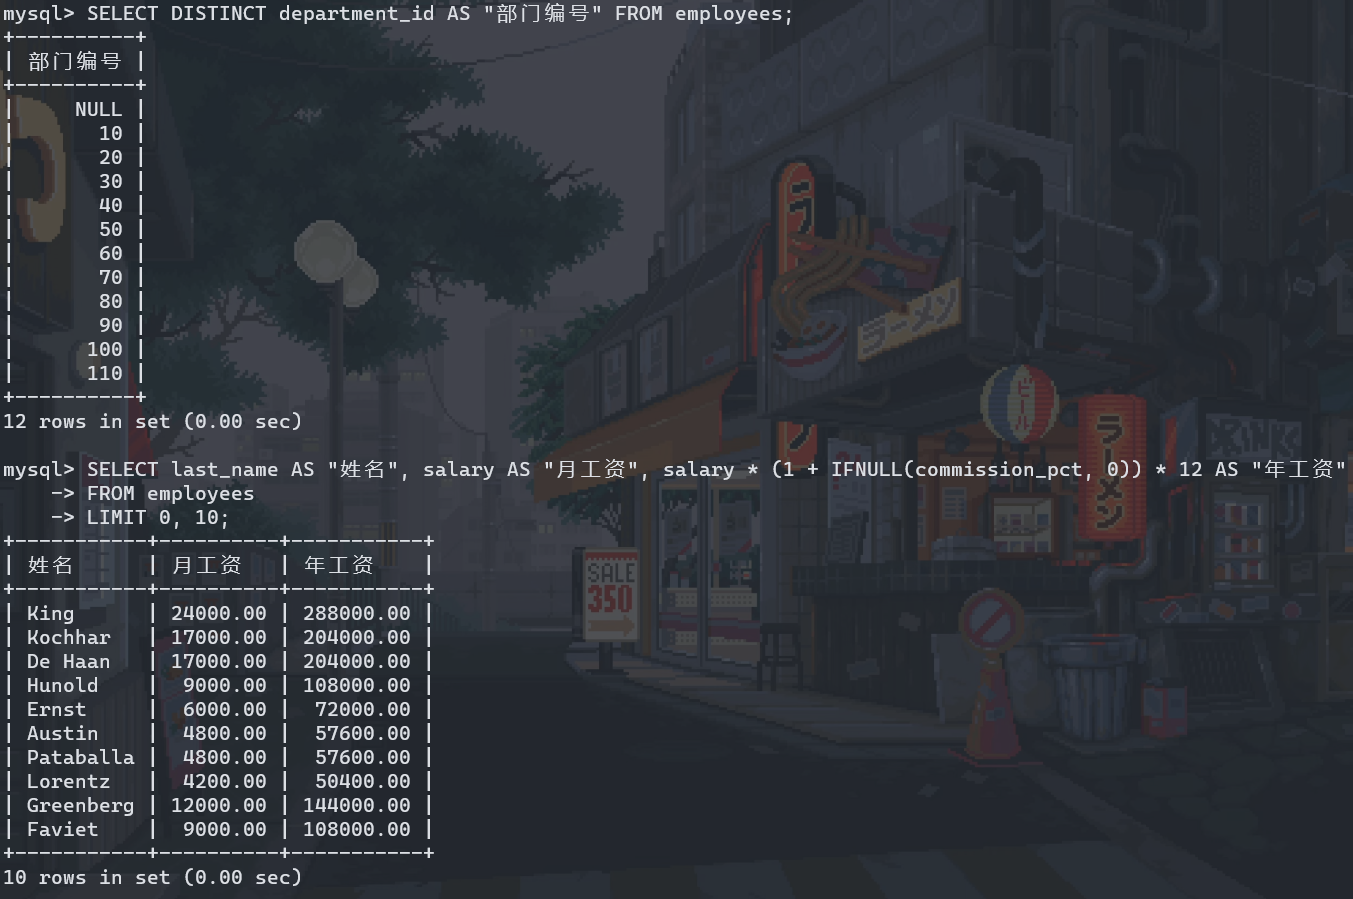 mysql> SELECT DISTINCT department_id AS "部门编号" FROM employees;
+----------+
| 部门编号 |
+----------+
|     NULL |
|       10 |
|       20 |
|       30 |
|       40 |
|       50 |
|       60 |
|       70 |
|       80 |
|       90 |
|      100 |
|      110 |
+----------+
12 rows in set (0.00 sec)
mysql> SELECT last_name AS "姓名", salary AS "月工资", salary * (1 + IFNULL(commission_pct, 0)) * 12 AS "年工资"
    -> FROM employees
    -> LIMIT 0, 10;
+-----------+----------+-----------+
| 姓名      | 月工资   | 年工资    |
+-----------+----------+-----------+
| King      | 24000.00 | 288000.00 |
| Kochhar   | 17000.00 | 204000.00 |
| De Haan   | 17000.00 | 204000.00 |
| Hunold    |  9000.00 | 108000.00 |
| Ernst     |  6000.00 |  72000.00 |
| Austin    |  4800.00 |  57600.00 |
| Pataballa |  4800.00 |  57600.00 |
| Lorentz   |  4200.00 |  50400.00 |
| Greenberg | 12000.00 | 144000.00 |
| Faviet    |  9000.00 | 108000.00 |
+-----------+----------+-----------+
10 rows in set (0.00 sec)
ラーメン
ビール
ラーメン
DRINK
SALE
350